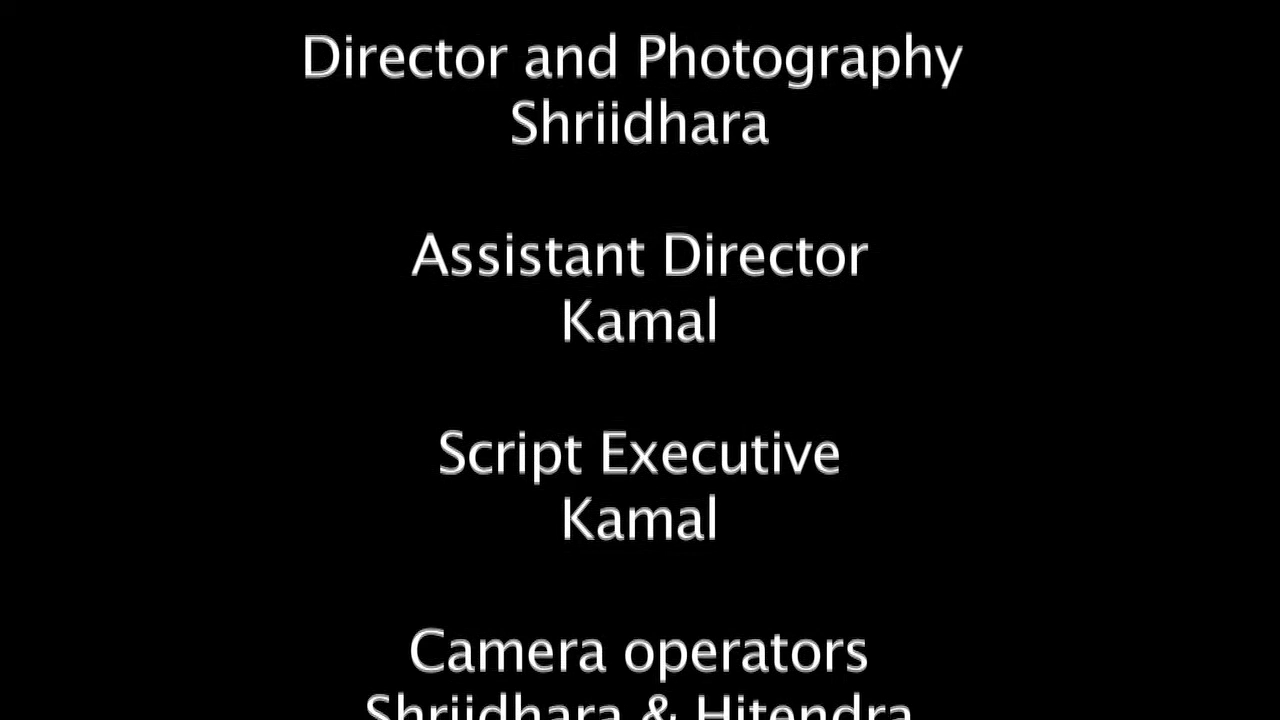 Director and Photography
Shriidhara
Assistant Director
Kamal
Script Executive
Kamal
Camera operators
Shriidhara & Hitendra